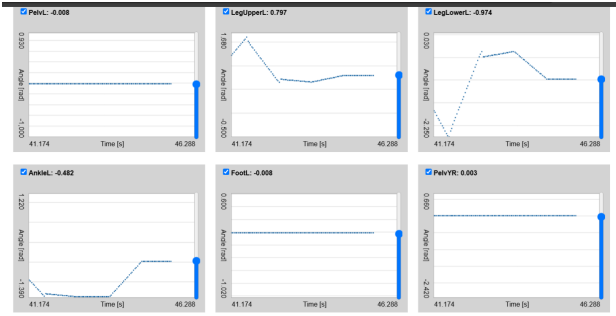 PelvL: -0.008
0.930
Angle [rad]
-1.000
41.174 Time [s] 46.288
LegUpperL: 0.797
1.680
Angle [rad]
-0.500
41.174 Time [s] 46.288
LegLowerL: -0.974
0.030
Angle [rad]
-2.250
41.174 Time [s] 46.288
AnkleL: -0.482
1.220
Angle [rad]
-1.390
41.174 Time [s] 46.288
FootL: -0.008
0.600
Angle [rad]
-1.020
41.174 Time [s] 46.288
PelvYR: 0.003
0.660
Angle [rad]
-2.420
41.174 Time [s] 46.288